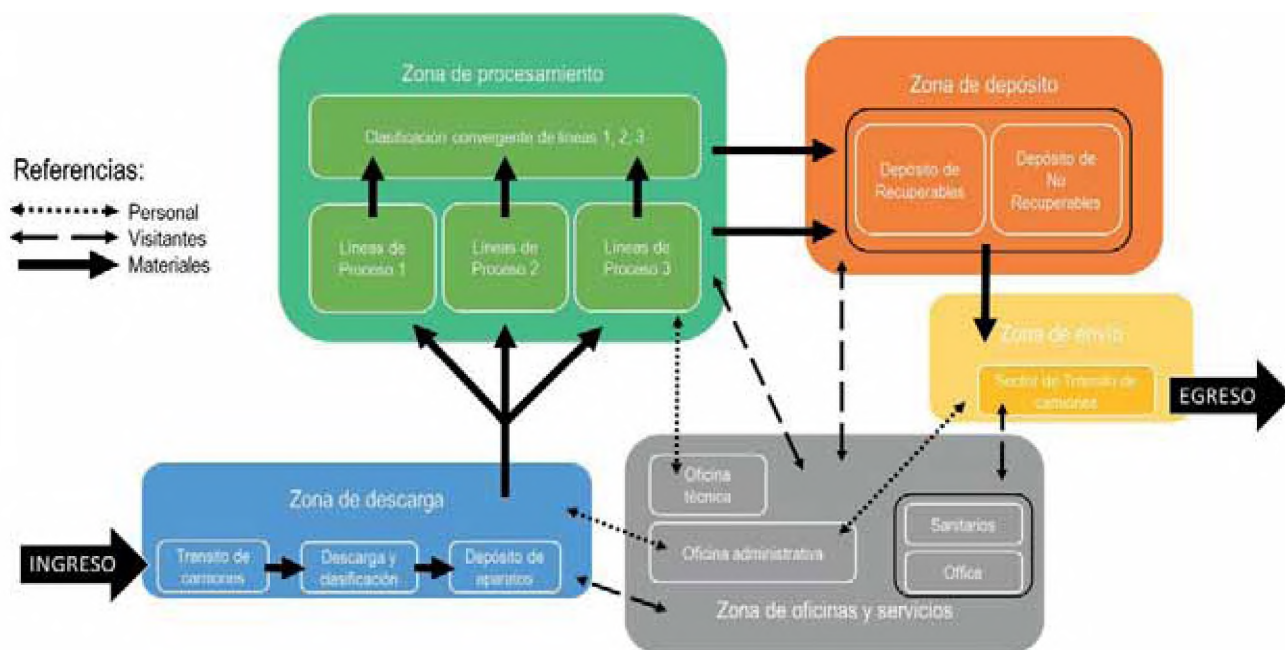 Zona de procesamiento
Clasificación convergente de líneas 1, 2, 3
Líneas de
Proceso 1
Líneas de
Proceso 2
Líneas de
Proceso 3
Zona de depósito
Depósito de
Recuperables
Depósito de
No
Recuperables
Referencias:
Personal
Visitantes
Materiales
Zona de envío
Sector de Tránsito de
camiones
EGRESO
Zona de descarga
INGRESO
Tránsito de
camiones
Descarga y
clasificación
Depósito de
aparatos
Oficina
técnica
Oficina administrativa
Sanitarios
Office
Zona de oficinas y servicios